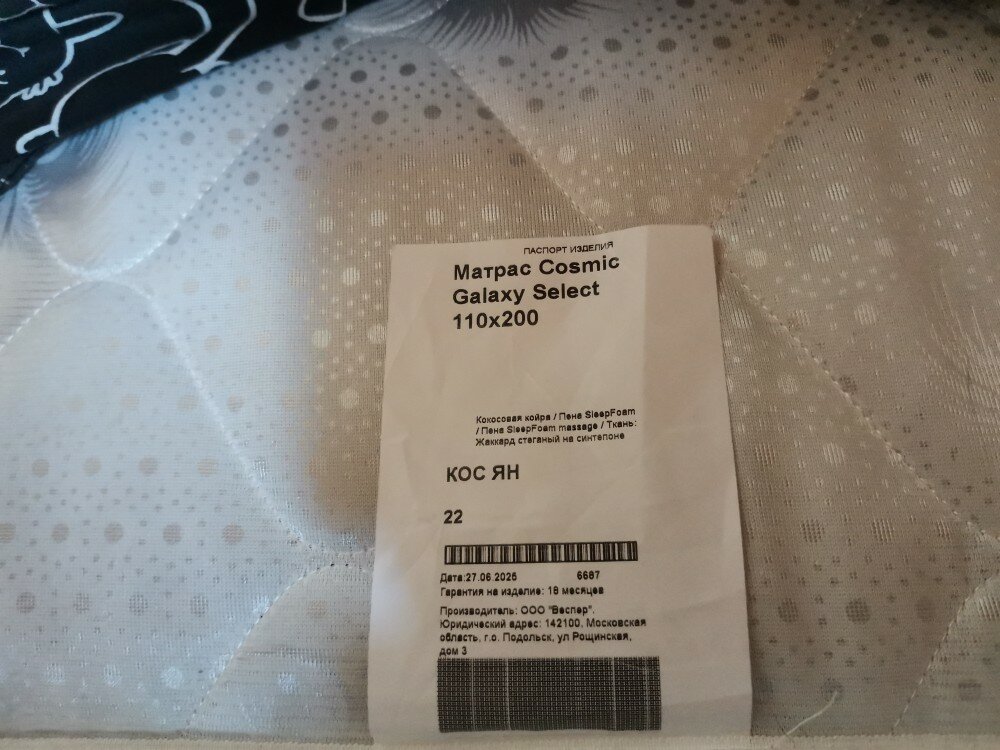 ПАСПОРТ ИЗДЕЛИЯ
Матрас Cosmic
Galaxy Select
110x200
Кокосовая койра / Пена SleepFoam
/ Пена SleepFoam massage / Ткань:
Жаккард стеганый на синтепоне
КОС ЯН
22
Дата:27.06.2025 6687
Гарантия на изделие: 18 месяцев
Производитель: ООО "Веспер".
Юридический адрес: 142100, Московская
область, г.о. Подольск, ул Рощинская,
дом 3